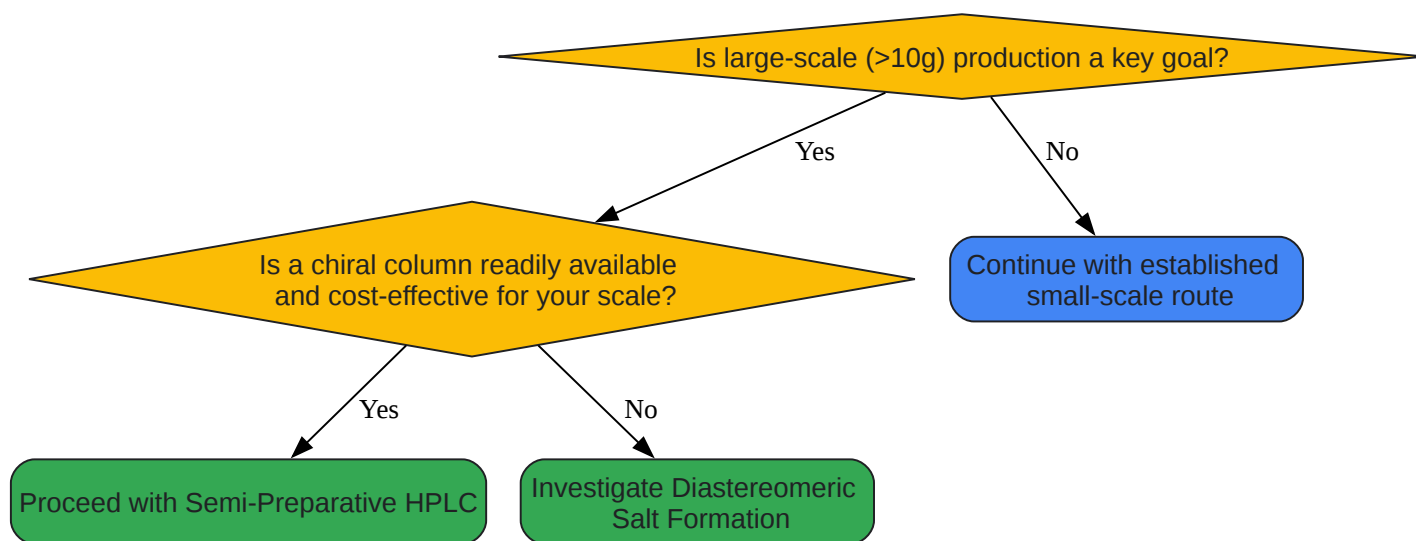 Is large-scale (>10g) production a key goal?
Yes
No
Is a chiral column readily available
and cost-effective for your scale?
Continue with established
small-scale route
Yes
No
Proceed with Semi-Preparative HPLC
Investigate Diastereomeric
Salt Formation